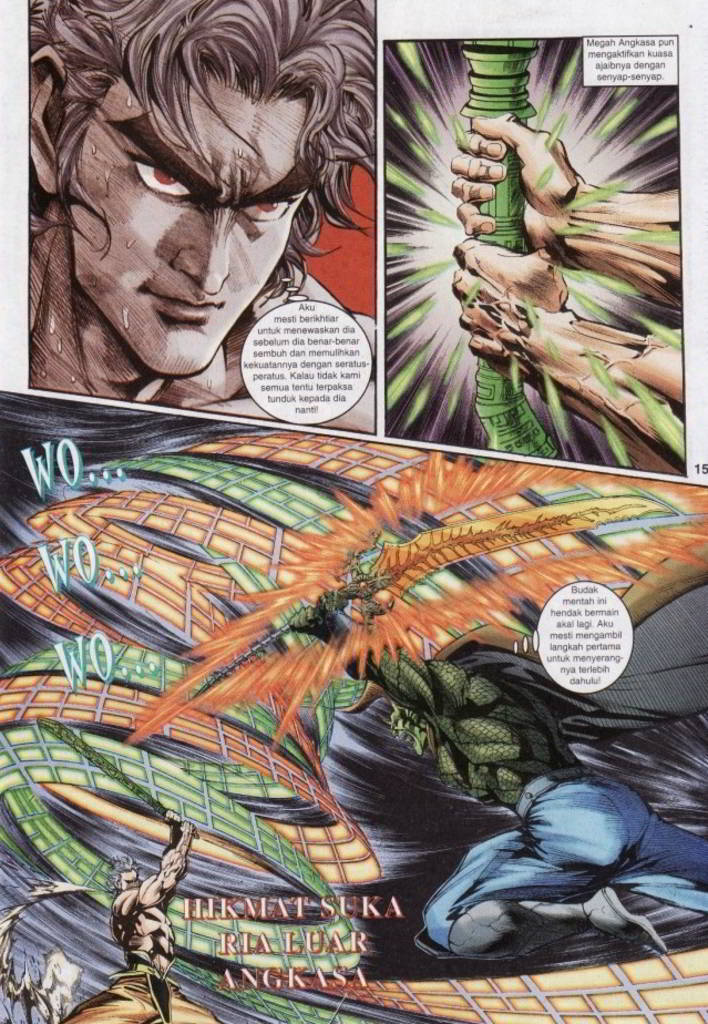 Megah Angkasa pun
mengaktifkan kuasa
ajaibnya dengan
senyap-senyap.
Aku
mesti berikhtiar
untuk menewaskan dia
sebelum dia benar-benar
sembuh dan memulihkan
kekuatannya dengan seratus-
peratus. Kalau tidak kami
semua tentu terpaksa
tunduk kepada dia
nanti!
15
WO...
WO...
WO...
Budak
mentah ini
hendak bermain
akal lagi. Aku
mesti mengambil
langkah pertama
untuk menyerang-
nya terlebih
dahulu!
HIKMAT SUKA
RIA LUAR
ANGKASA